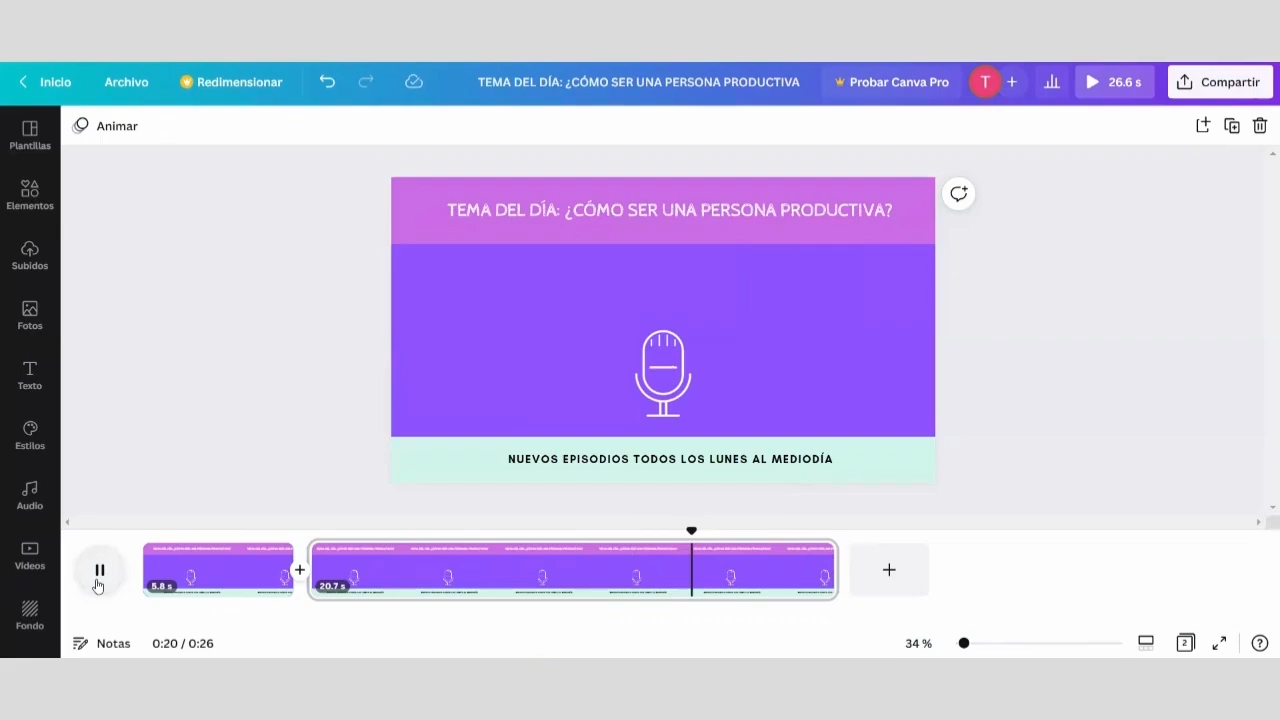 Inicio Archivo Redimensionar TEMA DEL DÍA: ¿CÓMO SER UNA PERSONA PRODUCTIVA Probar Canva Pro T 26.6 s Compartir
Animar
Plantillas
Elementos
Subidos
Fotos
Texto
Estilos
Audio
Videos
Fondo
TEMA DEL DÍA: ¿CÓMO SER UNA PERSONA PRODUCTIVA?
NUEVOS EPISODIOS TODOS LOS LUNES AL MEDIODÍA
5.8 s 20.7 s
Notas 0:20 / 0:26 34 % 2